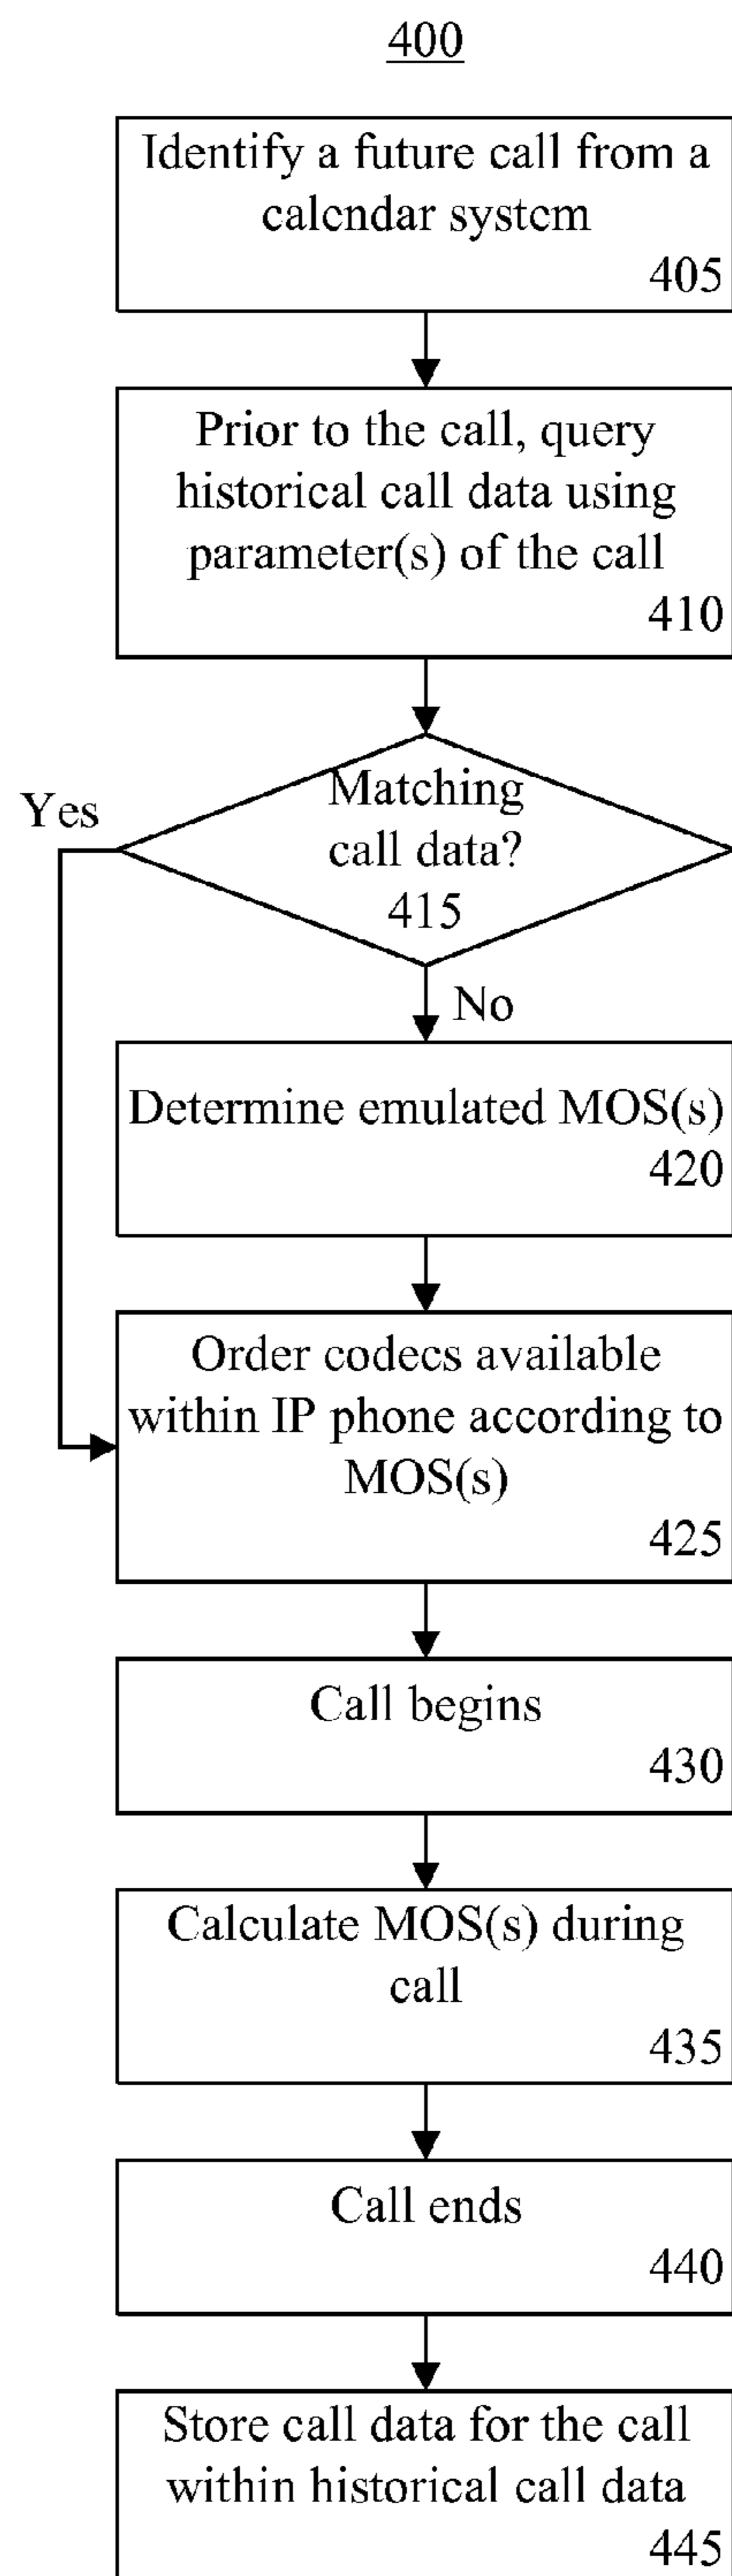 400
Identify a future call from a
calendar system
405
Prior to the call, query
historical call data using
parameter(s) of the call
410
Matching
call data?
415
Yes
No
Determine emulated MOS(s)
420
Order codecs available
within IP phone according to
MOS(s)
425
Call begins
430
Calculate MOS(s) during
call
435
Call ends
440
Store call data for the call
within historical call data
445